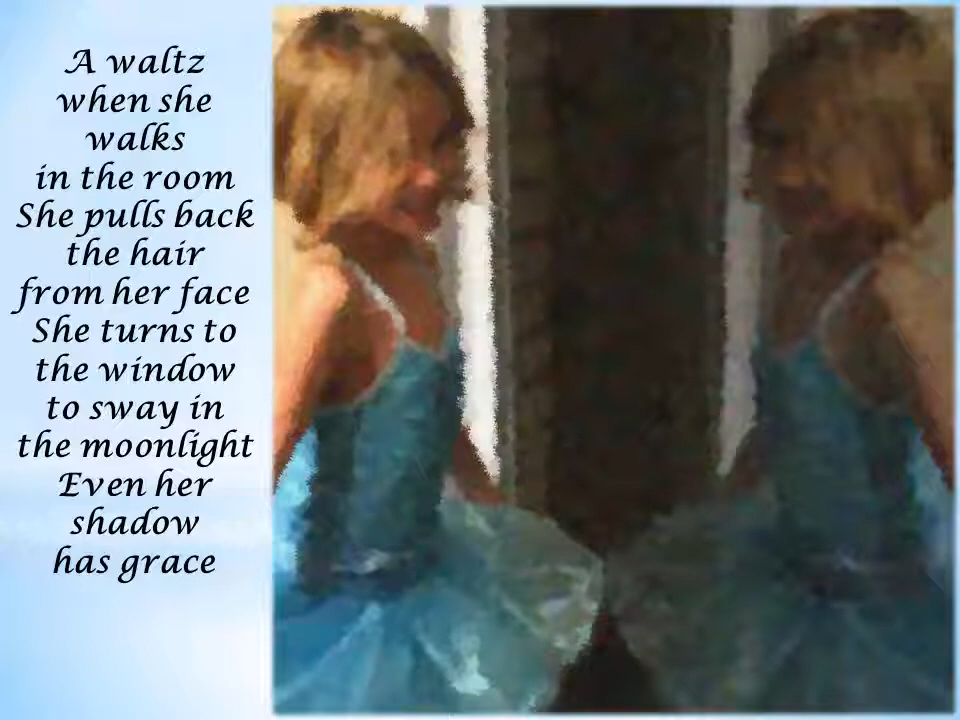 A waltz
when she
walks
in the room
She pulls back
the hair
from her face
She turns to
the window
to sway in
the moonlight
Even her
shadow
has grace